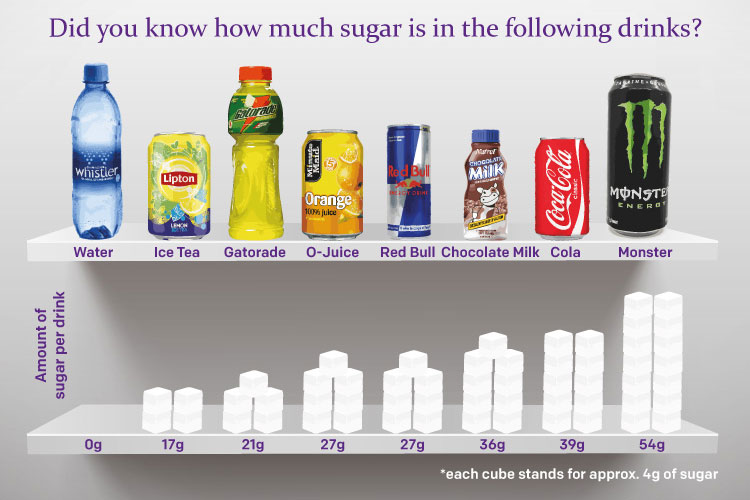 Did you know how much sugar is in the following drinks?
whistler
Lipton
LEMON
Gatorade
Minute
Maid
Orange
100% juice
Red Bull
CHOCOLATE
Milk
Coca-Cola
CLASSIC
MONSTER
ENERGY
Water
Ice Tea
Gatorade
O-Juice
Red Bull
Chocolate Milk
Cola
Monster
Amount of
sugar per drink
0g
17g
21g
27g
27g
36g
39g
54g
*each cube stands for approx. 4g of sugar